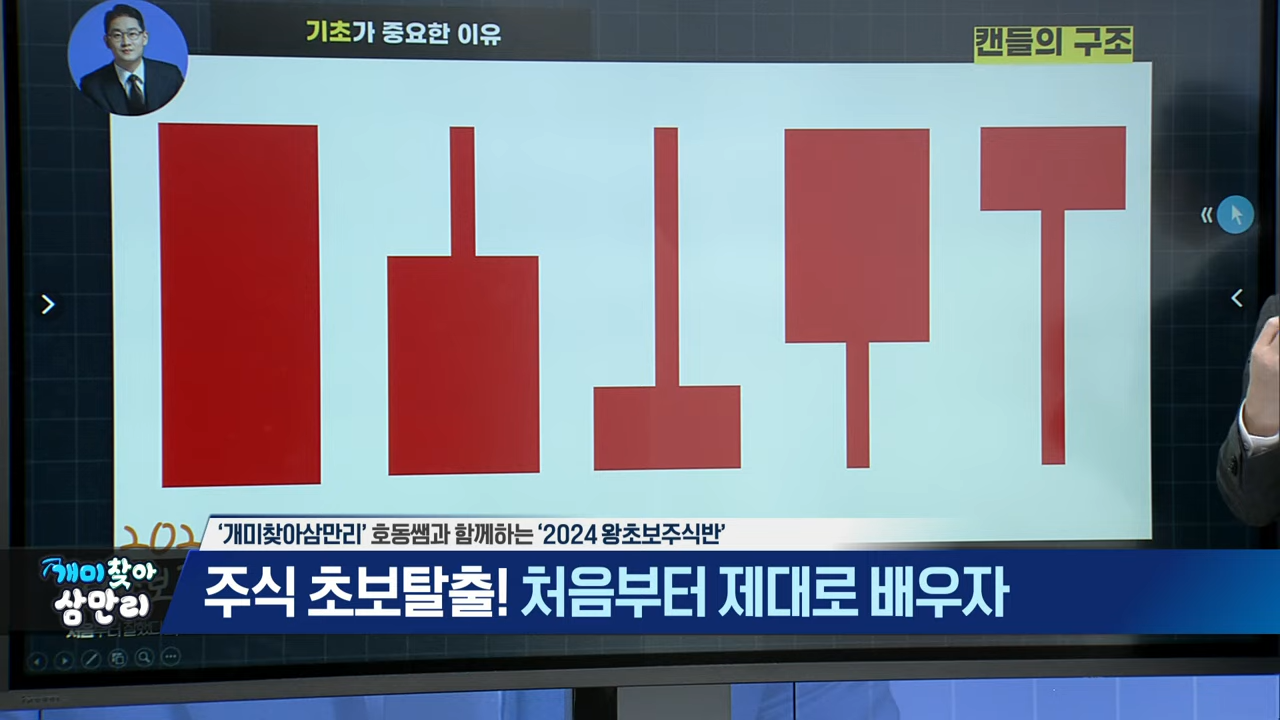 기초가 중요한 이유
캔들의 구조
202
'개미찾아삼만리' 호동쌤과 함께하는 '2024 왕초보주식반'
개미찾아
삼만리
주식 초보탈출! 처음부터 제대로 배우자